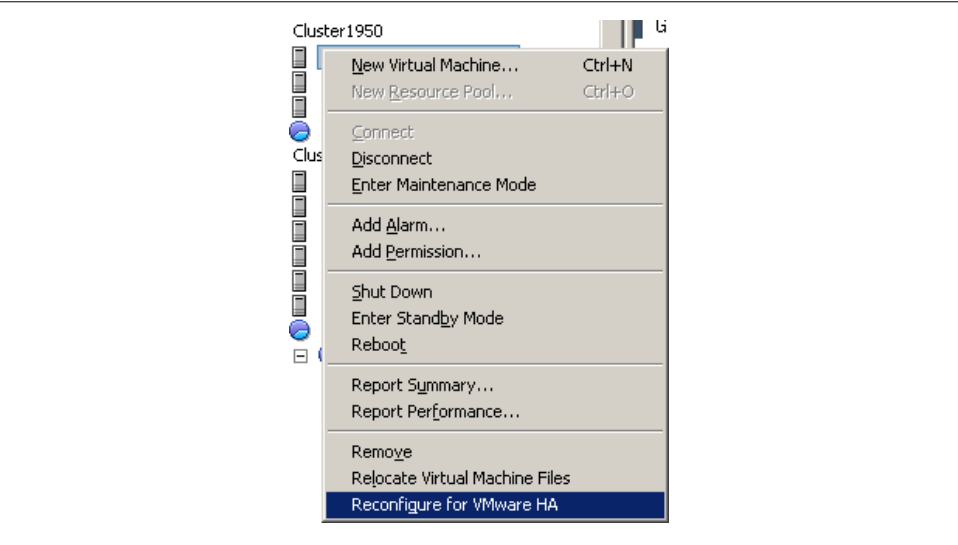 Cluster1950
G
New Virtual Machine... Ctrl+N
New Resource Pool... Ctrl+O
Connect
Disconnect
Enter Maintenance Mode
Clus
Add Alarm...
Add Permission...
Shut Down
Enter Standby Mode
Reboot
Report Summary...
Report Performance...
Remove
Relocate Virtual Machine Files
Reconfigure for VMware HA